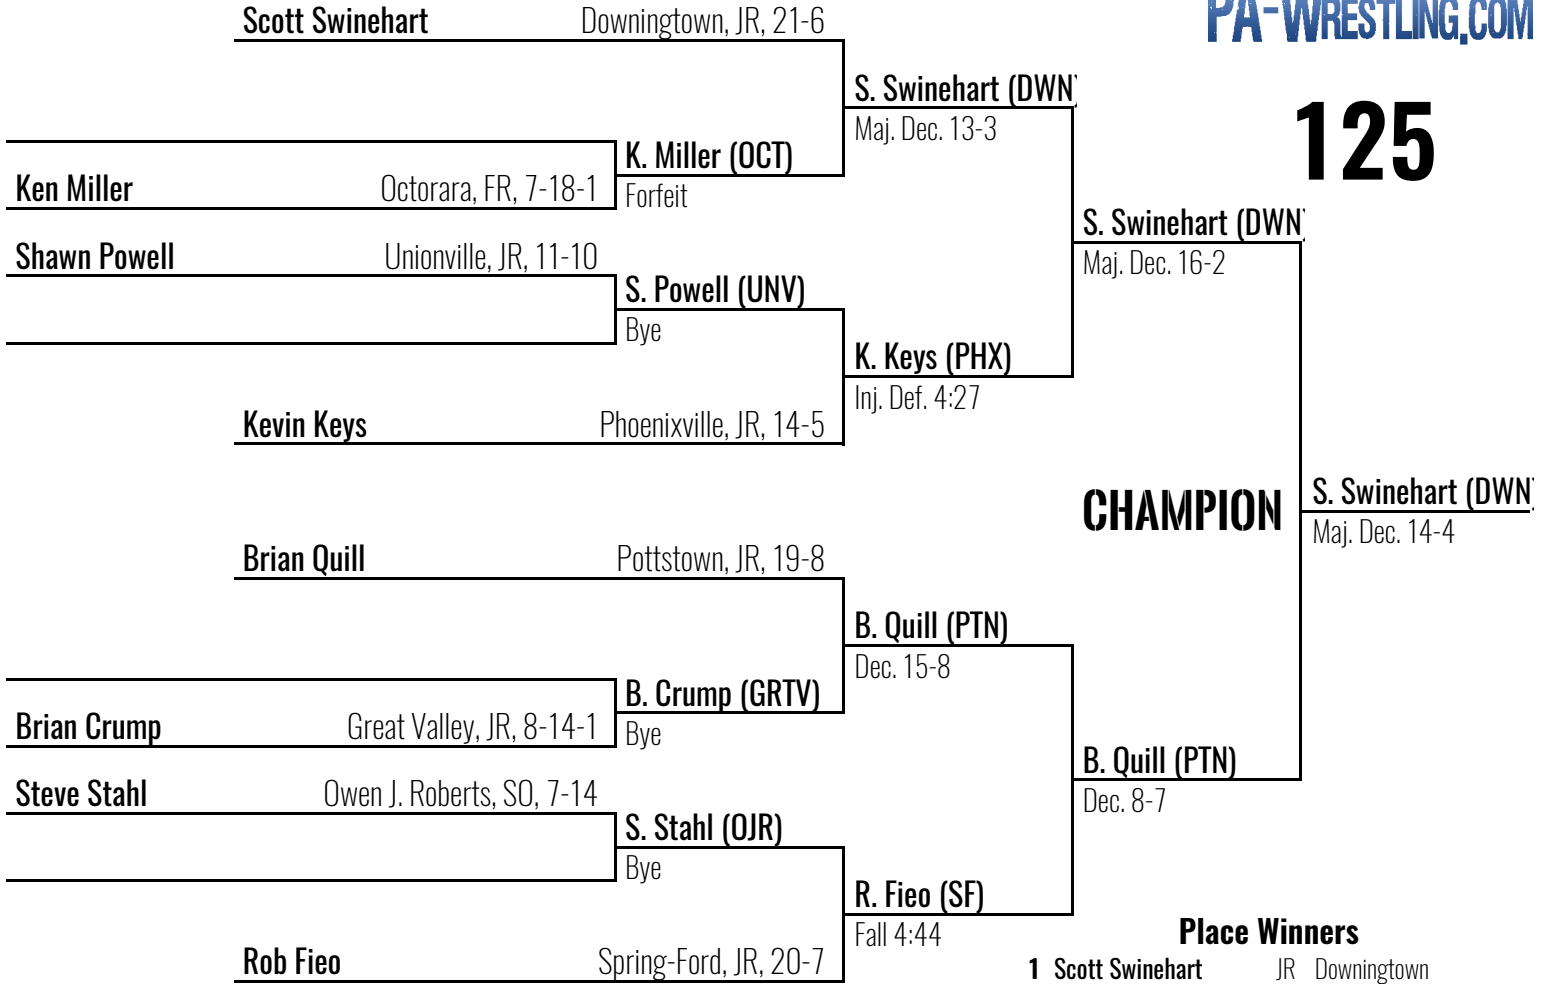 PA-WRESTLING.COM
125
Scott Swinehart Downingtown, JR, 21-6
S. Swinehart (DWN)
Maj. Dec. 13-3
K. Miller (OCT)
Forfeit
Ken Miller Octorara, FR, 7-18-1
S. Swinehart (DWN)
Maj. Dec. 16-2
Shawn Powell Unionville, JR, 11-10
S. Powell (UNV)
Bye
K. Keys (PHX)
Inj. Def. 4:27
Kevin Keys Phoenixville, JR, 14-5
CHAMPION
S. Swinehart (DWN)
Maj. Dec. 14-4
Brian Quill Pottstown, JR, 19-8
B. Quill (PTN)
Dec. 15-8
B. Crump (GRTV)
Bye
Brian Crump Great Valley, JR, 8-14-1
B. Quill (PTN)
Dec. 8-7
Steve Stahl Owen J. Roberts, SO, 7-14
S. Stahl (OJR)
Bye
R. Fieo (SF)
Fall 4:44
Rob Fieo Spring-Ford, JR, 20-7
Place Winners
1 Scott Swinehart JR Downingtown